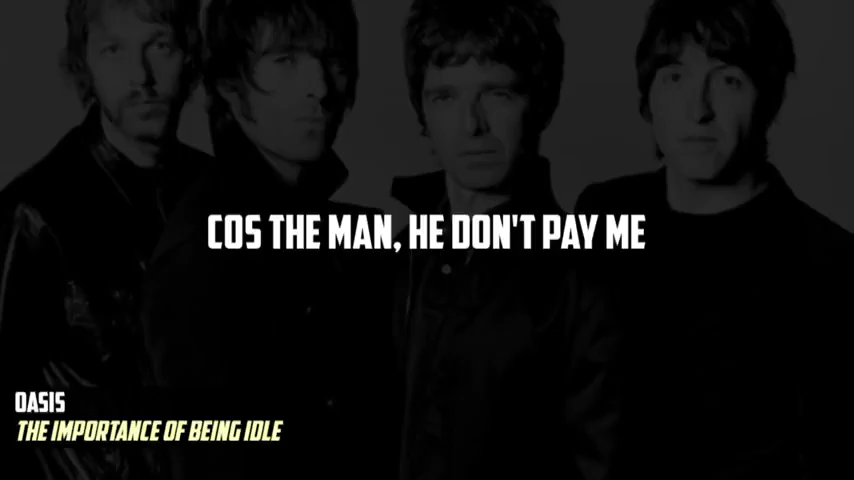 COS THE MAN, HE DON'T PAY ME
OASIS
THE IMPORTANCE OF BEING IDLE